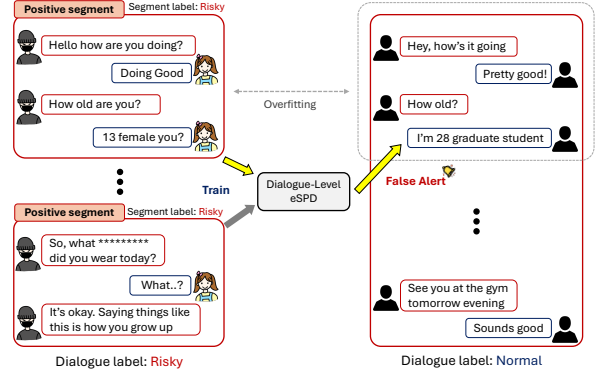 Positive segment
Segment label: Risky
Hello how are you doing?
Doing Good
How old are you?
13 female you?
Positive segment
Segment label: Risky
So, what *********
did you wear today?
What..?
It's okay. Saying things like
this is how you grow up
Dialogue label: Risky
Overfitting
Train
Dialogue-Level
eSPD
False Alert
Hey, how's it going
Pretty good!
How old?
I'm 28 graduate student
See you at the gym
tomorrow evening
Sounds good
Dialogue label: Normal